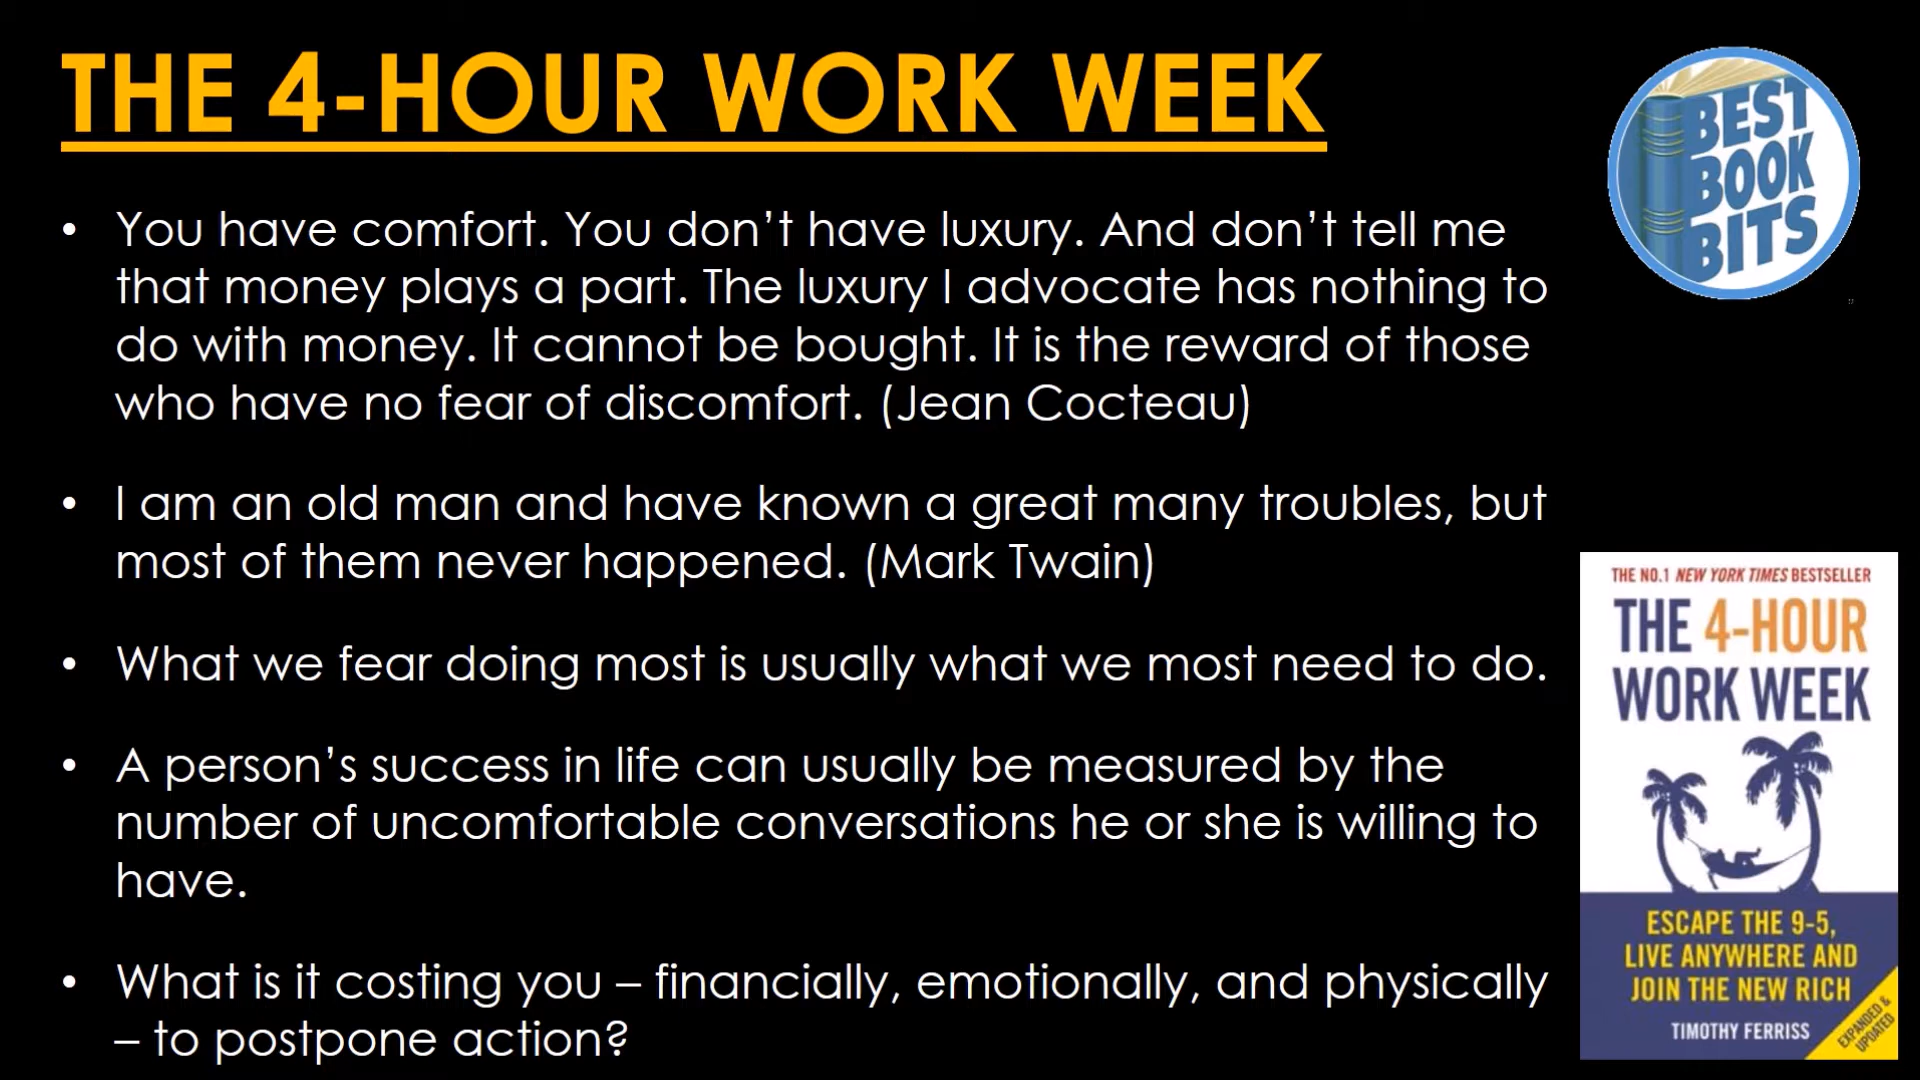 THE 4-HOUR WORK WEEK
• You have comfort. You don’t have luxury. And don’t tell me
that money plays a part. The luxury I advocate has nothing to
do with money. It cannot be bought. It is the reward of those
who have no fear of discomfort. (Jean Cocteau)
• I am an old man and have known a great many troubles, but
most of them never happened. (Mark Twain)
• What we fear doing most is usually what we most need to do.
• A person’s success in life can usually be measured by the
number of uncomfortable conversations he or she is willing to
have.
• What is it costing you – financially, emotionally, and physically
– to postpone action?
BEST
BOOK
BITS
THE NO.1 NEW YORK TIMES BESTSELLER
THE 4-HOUR
WORK WEEK
ESCAPE THE 9-5,
LIVE ANYWHERE AND
JOIN THE NEW RICH
TIMOTHY FERRISS
EXPANDED &
UPDATED